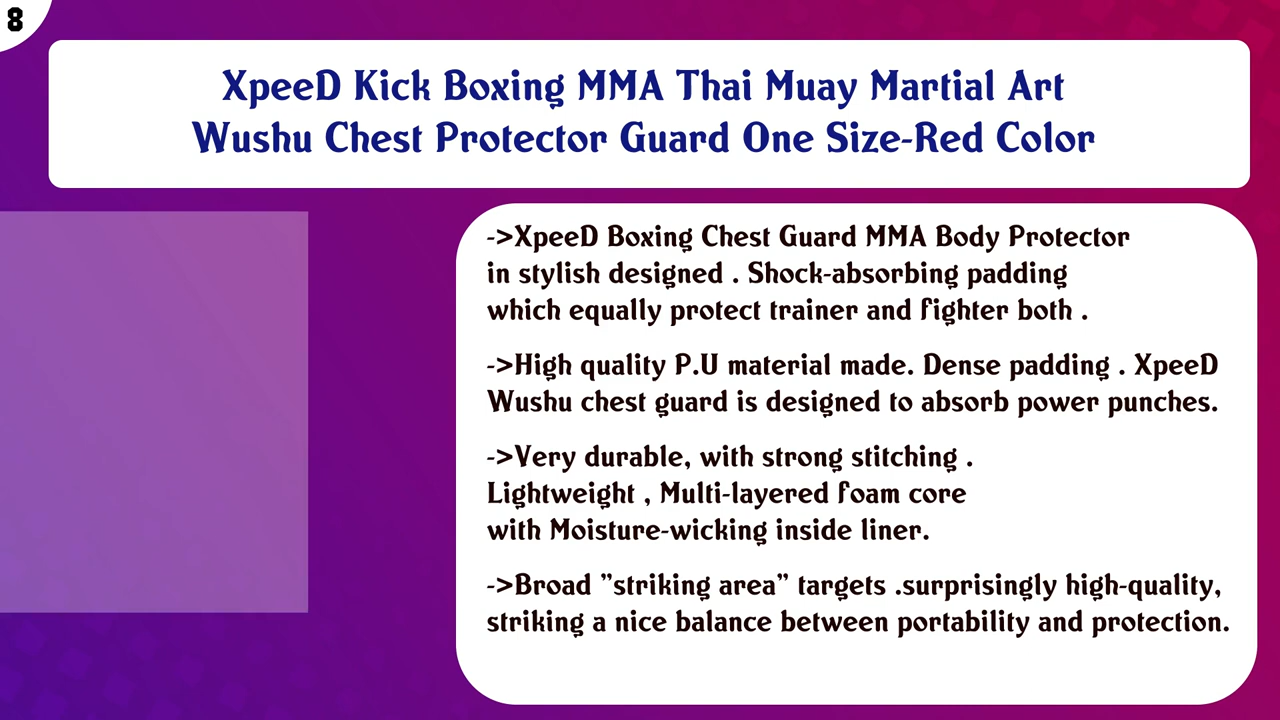 8
XpeeD Kick Boxing MMA Thai Muay Martial Art
Wushu Chest Protector Guard One Size-Red Color
->XpeeD Boxing Chest Guard MMA Body Protector
in stylish designed . Shock-absorbing padding
which equally protect trainer and fighter both .
->High quality P.U material made. Dense padding . XpeeD
Wushu chest guard is designed to absorb power punches.
->Very durable, with strong stitching .
Lightweight , Multi-layered foam core
with Moisture-wicking inside liner.
->Broad "striking area" targets .surprisingly high-quality,
striking a nice balance between portability and protection.